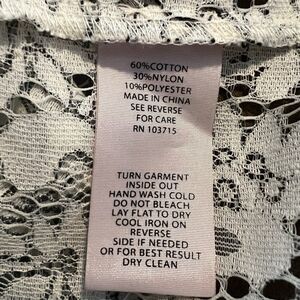 60%COTTON
30%NYLON
10%POLYESTER
MADE IN CHINA
SEE REVERSE
FOR CARE
RN 103715
TURN GARMENT
INSIDE OUT
HAND WASH COLD
DO NOT BLEACH
LAY FLAT TO DRY
COOL IRON ON
REVERSE
SIDE IF NEEDED
OR FOR BEST RESULT
DRY CLEAN